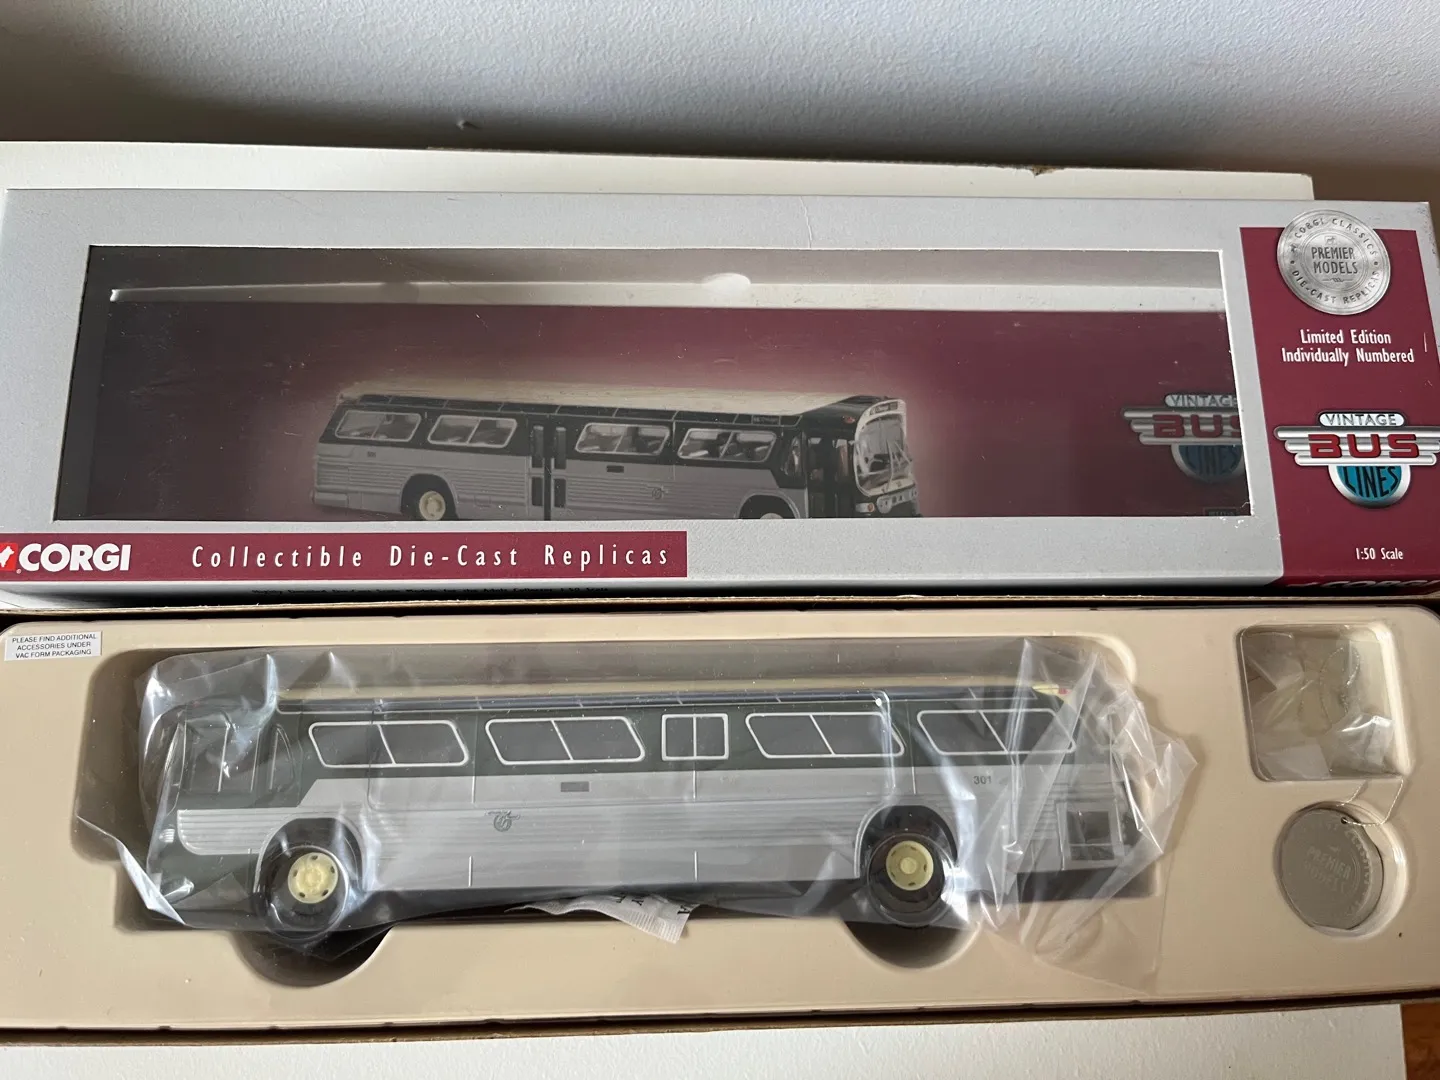 CORGI CLASSICS
PREMIER
MODELS
DIE-CAST REPLICAS
Limited Edition
Individually Numbered
VINTAGE
BUS
LINES
VINTAGE
BUS
LINES
1:50 Scale
CORGI
Collectible Die-Cast Replicas
CORGI
PLEASE FIND ADDITIONAL
ACCESSORIES UNDER
VAC FORM PACKAGING
301
PREMIER
MODELS